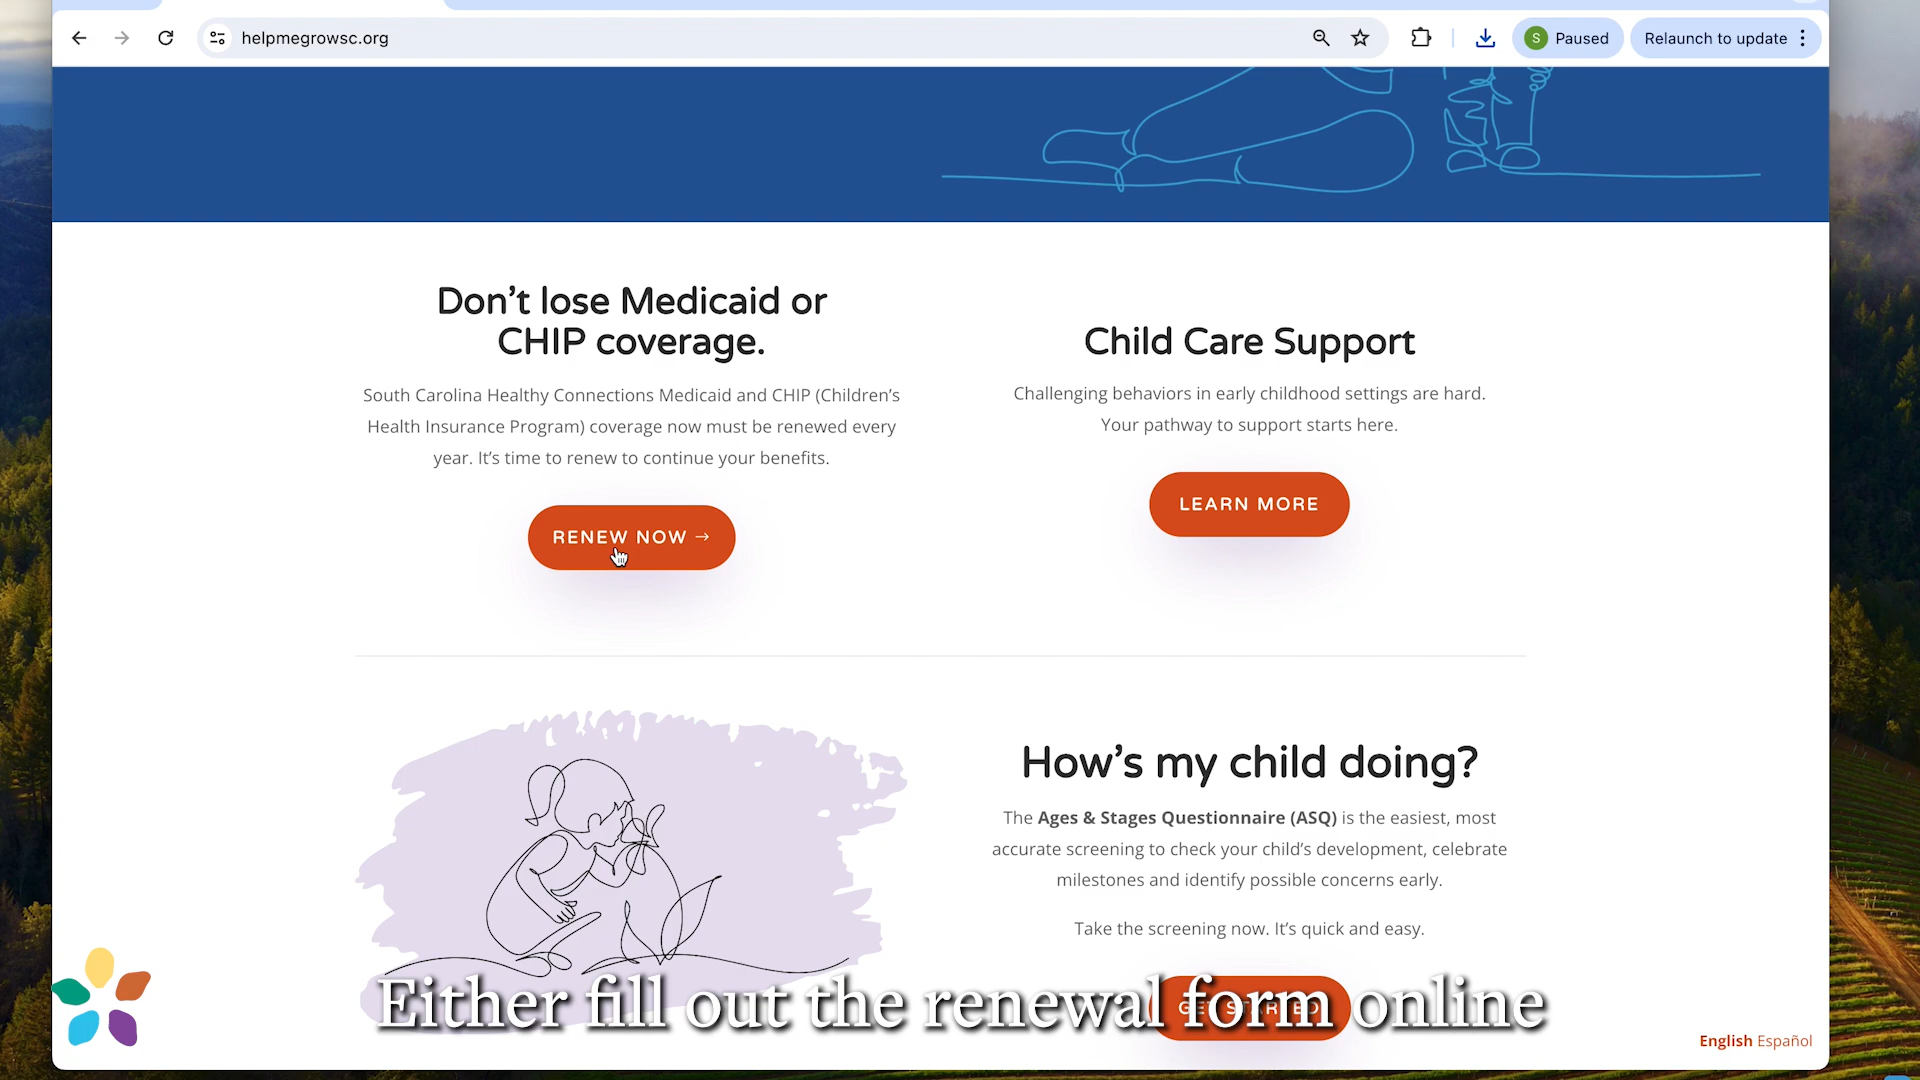 helpmegrowsc.org
S Paused
Relaunch to update
Don't lose Medicaid or
CHIP coverage.
South Carolina Healthy Connections Medicaid and CHIP (Children's
Health Insurance Program) coverage now must be renewed every
year. It's time to renew to continue your benefits.
RENEW NOW →
Child Care Support
Challenging behaviors in early childhood settings are hard.
Your pathway to support starts here.
LEARN MORE
How's my child doing?
The Ages & Stages Questionnaire (ASQ) is the easiest, most
accurate screening to check your child's development, celebrate
milestones and identify possible concerns early.
Take the screening now. It's quick and easy.
GET STARTED
Either fill out the renewal form online
English Español